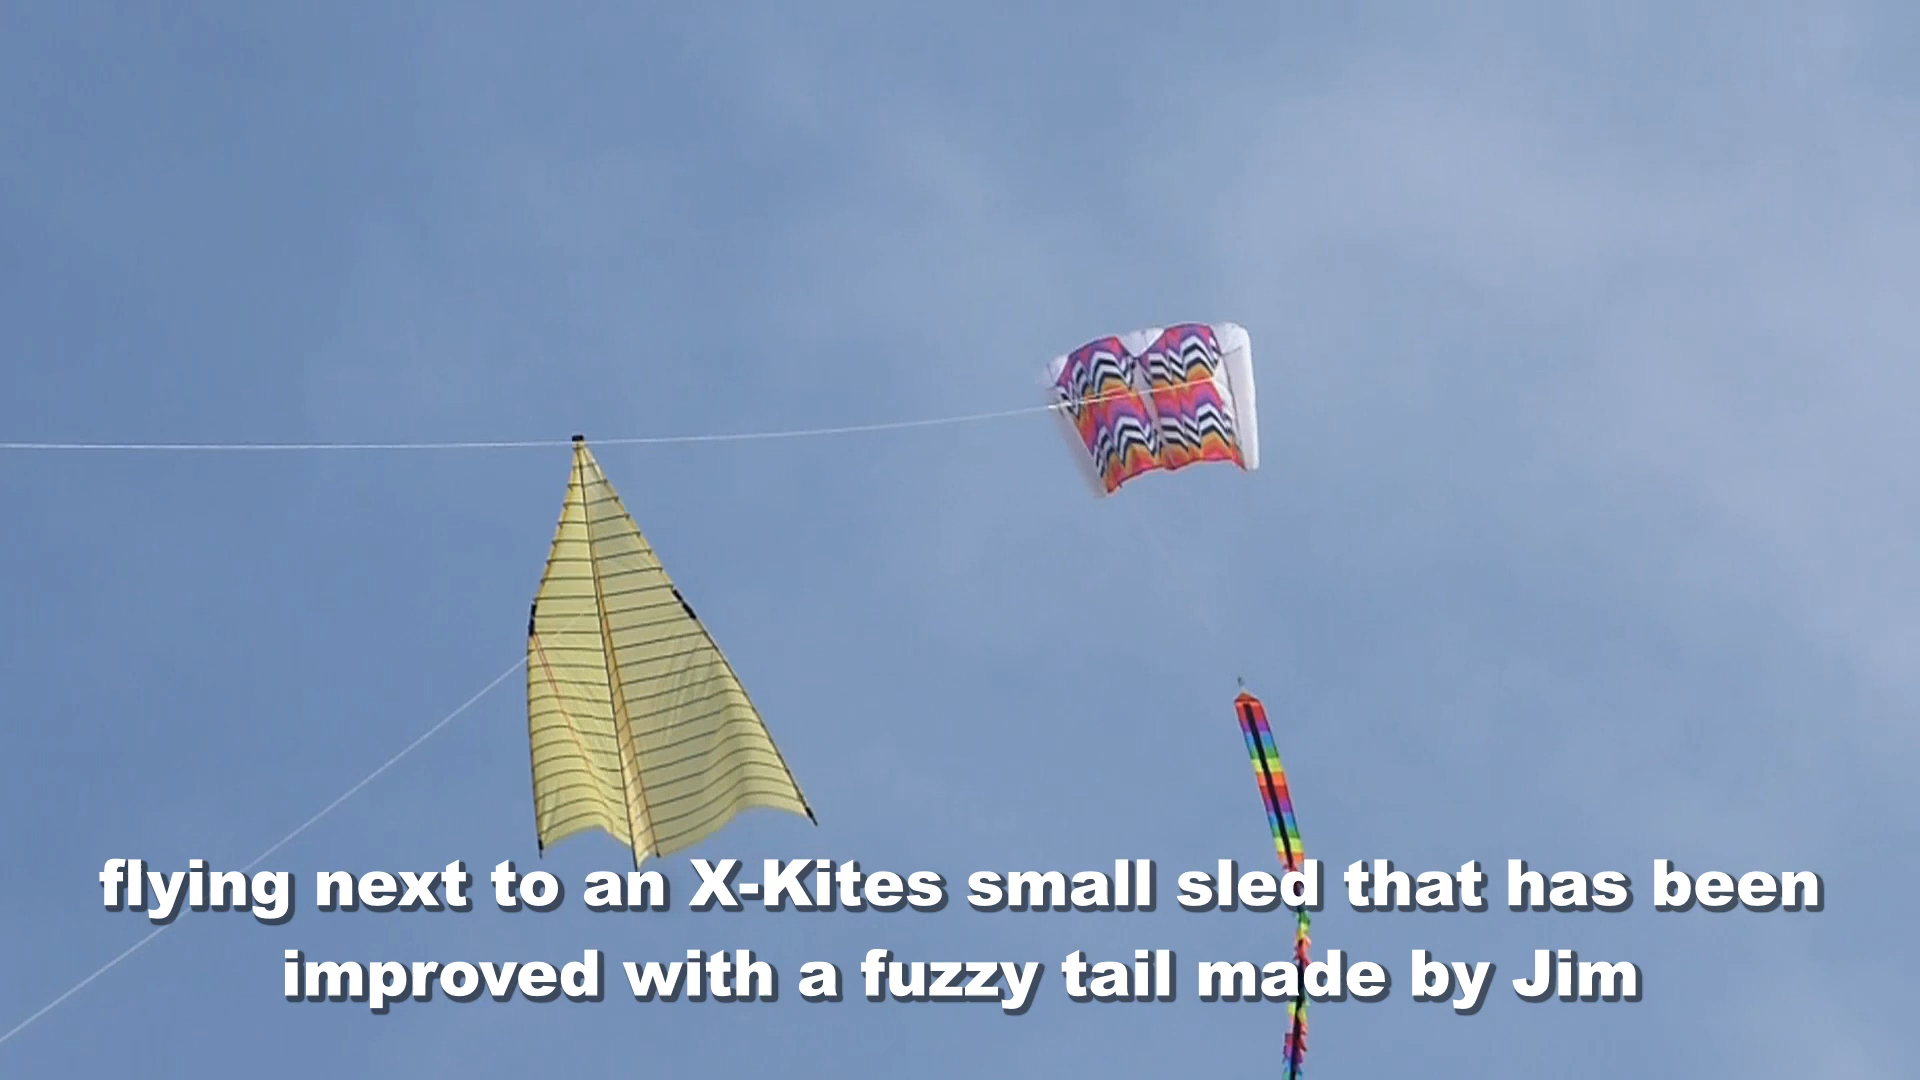 flying next to an X-Kites small sled that has been
improved with a fuzzy tail made by Jim